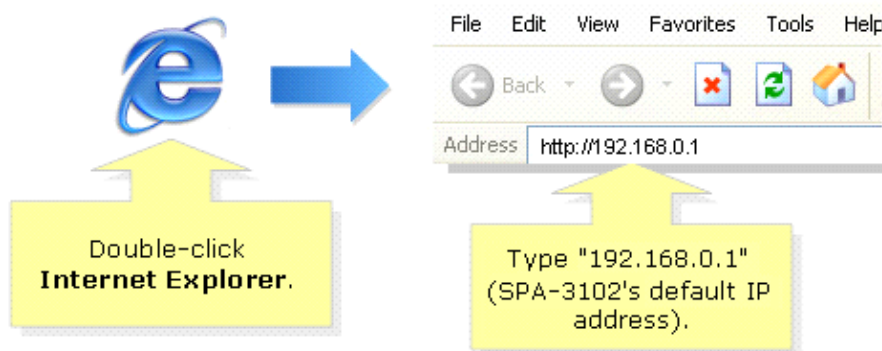 File Edit View Favorites Tools Help
Back
Address http://192.168.0.1
Double-click
Internet Explorer.
Type "192.168.0.1"
(SPA-3102's default IP
address).